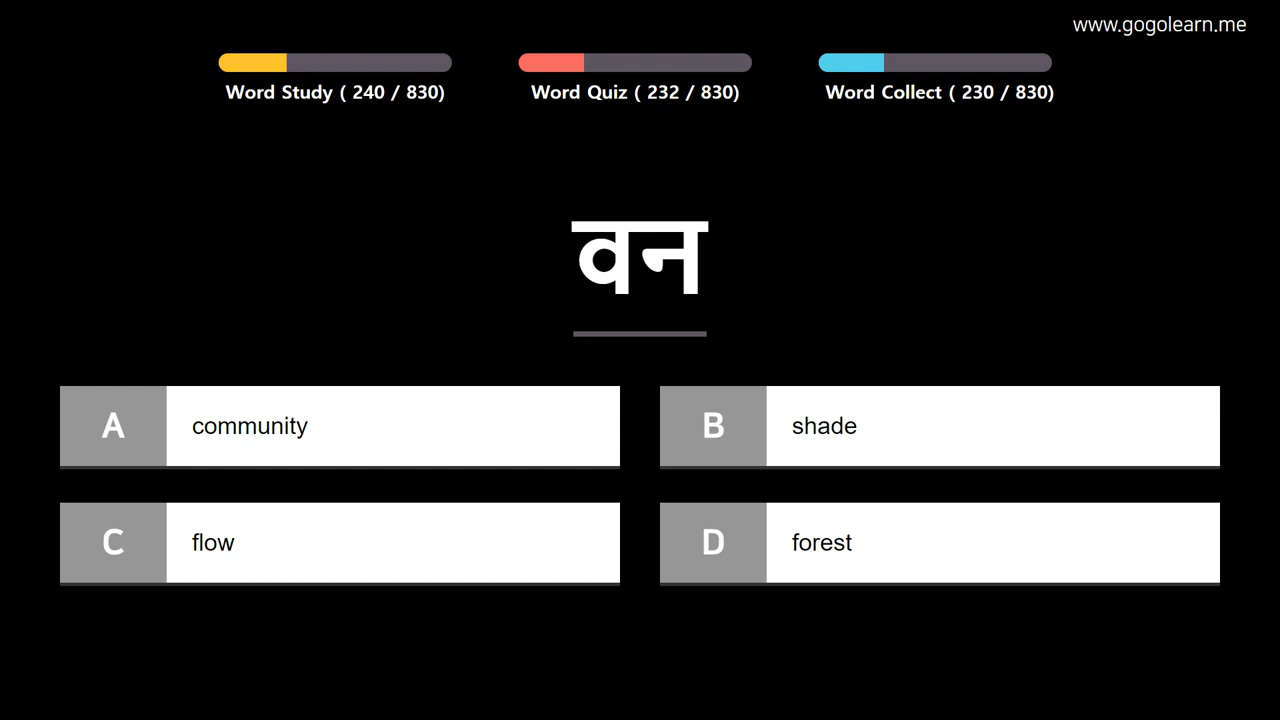 www.gogolearn.me
Word Study ( 240 / 830)
Word Quiz ( 232 / 830)
Word Collect ( 230 / 830)
वन
A community
B shade
C flow
D forest